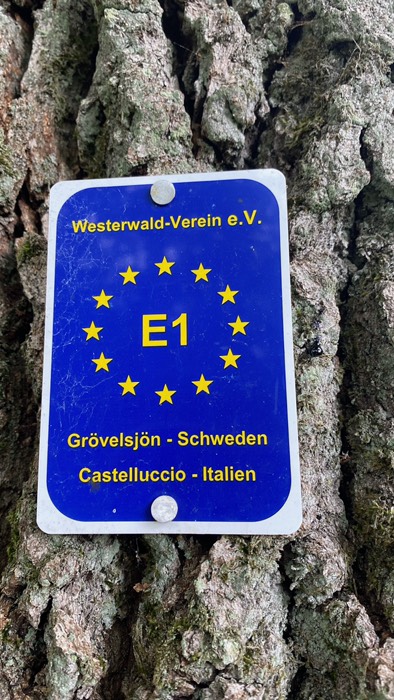 Westerwald-Verein e.V.
E1
Grövelsjön - Schweden
Castelluccio - Italien